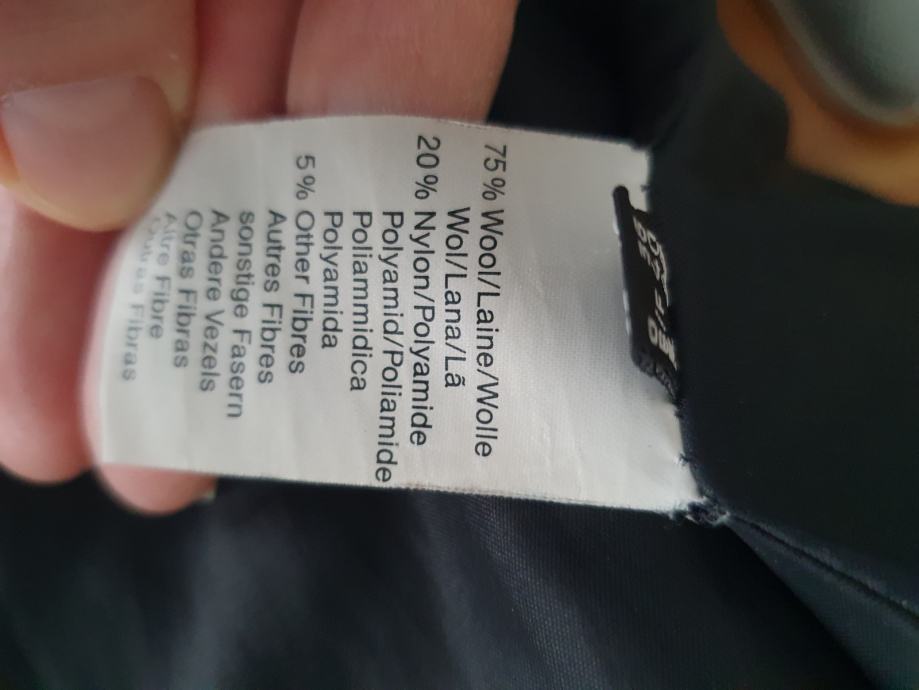 75% Wool/Laine/Wolle
Wol/Lana/Lã
20% Nylon/Polyamide
Polyamid/Poliamide
Poliammidica
Polyamida
5% Other Fibres
Autres Fibres
sonstige Fasern
Andere Vezels
Otras Fibras
Altre Fibre
Outras Fibras